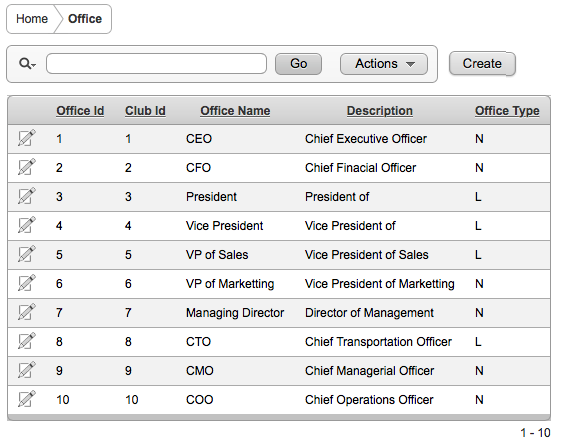 Home Office
Go Actions Create
Office Id Club Id Office Name Description Office Type
1 1 CEO Chief Executive Officer N
2 2 CFO Chief Finacial Officer N
3 3 President President of L
4 4 Vice President Vice President of L
5 5 VP of Sales Vice President of Sales L
6 6 VP of Marketting Vice President of Marketting N
7 7 Managing Director Director of Management N
8 8 CTO Chief Transportation Officer L
9 9 CMO Chief Managerial Officer N
10 10 COO Chief Operations Officer N
1 - 10